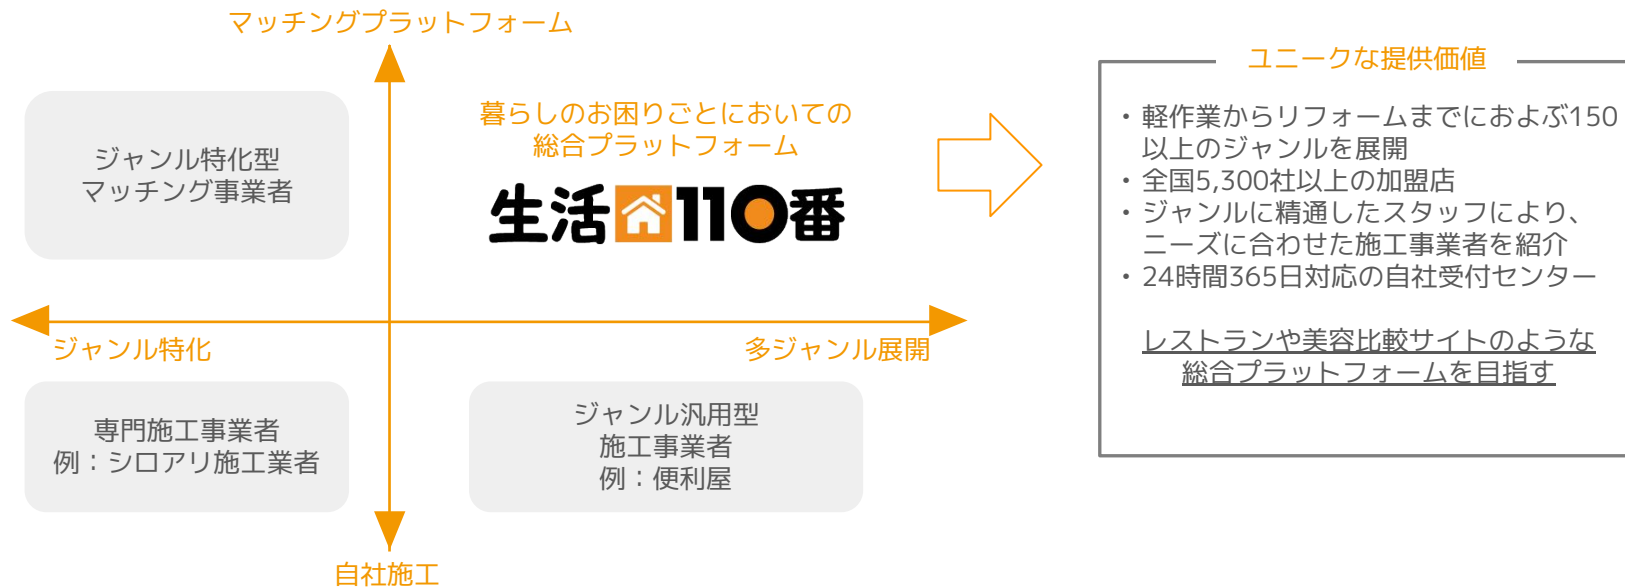 マッチングプラットフォーム
ジャンル特化型
マッチング事業者
暮らしのお困りごとにおいての
総合プラットフォーム
生活110番
ジャンル特化
多ジャンル展開
専門施工事業者
例：シロアリ施工業者
ジャンル汎用型
施工事業者
例：便利屋
自社施工
ユニークな提供価値
・軽作業からリフォームまでにおよぶ150
以上のジャンルを展開
・全国5,300社以上の加盟店
・ジャンルに精通したスタッフにより、
ニーズに合わせた施工事業者を紹介
・24時間365日対応の自社受付センター
レストランや美容比較サイトのような
総合プラットフォームを目指す